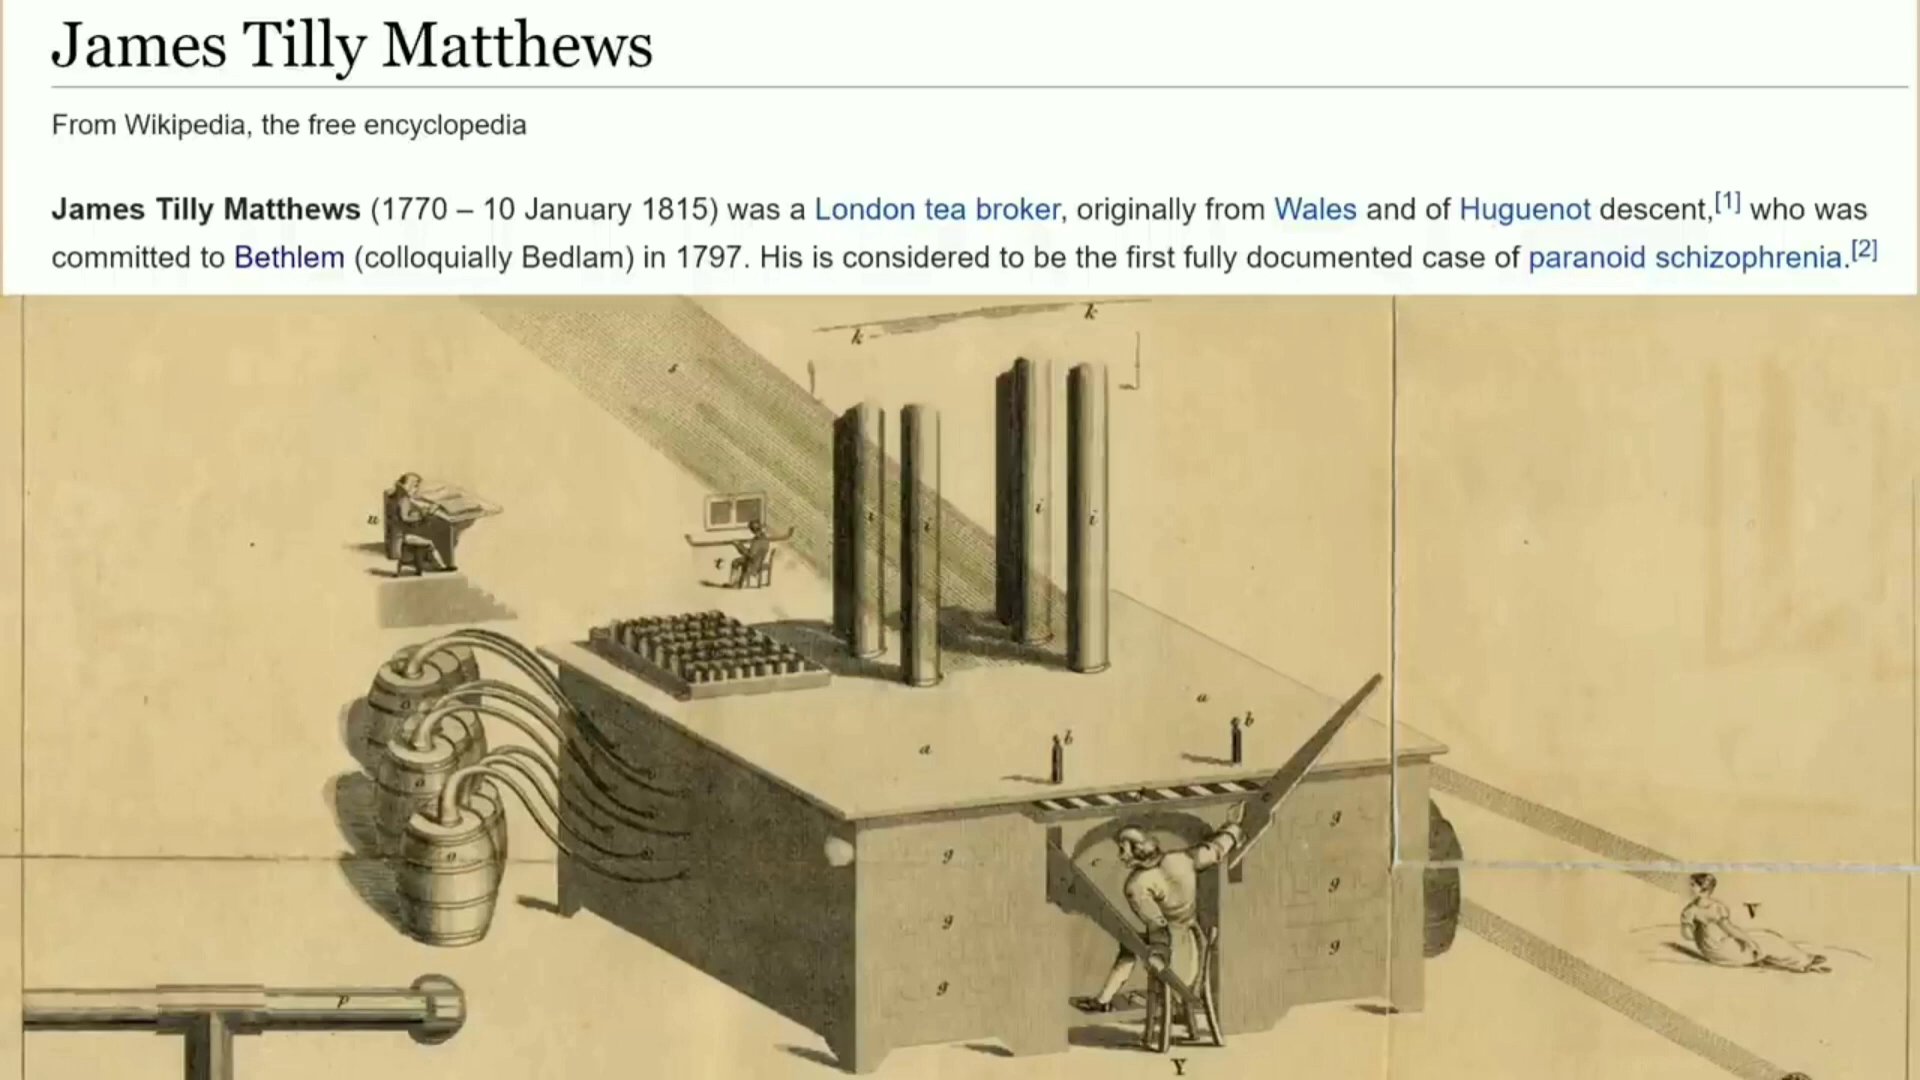 James Tilly Matthews
From Wikipedia, the free encyclopedia
James Tilly Matthews (1770 – 10 January 1815) was a London tea broker, originally from Wales and of Huguenot descent,[1] who was
committed to Bethlem (colloquially Bedlam) in 1797. His is considered to be the first fully documented case of paranoid schizophrenia.[2]
k
k
s
i
i
i
i
u
t
a
a
b
b
o
o
o
c
e
d
g
g
g
g
g
g
V
p
Y